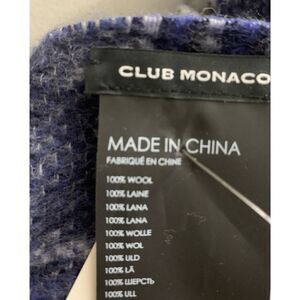 CLUB MONACO
MADE IN CHINA
FABRIQUÉ EN CHINE
100% WOOL
100% LAINE
100% LANA
100% LANA
100% WOLLE
100% WOL
100% ULD
100% LÃ
100% ШЕРСТЬ
100% ULL